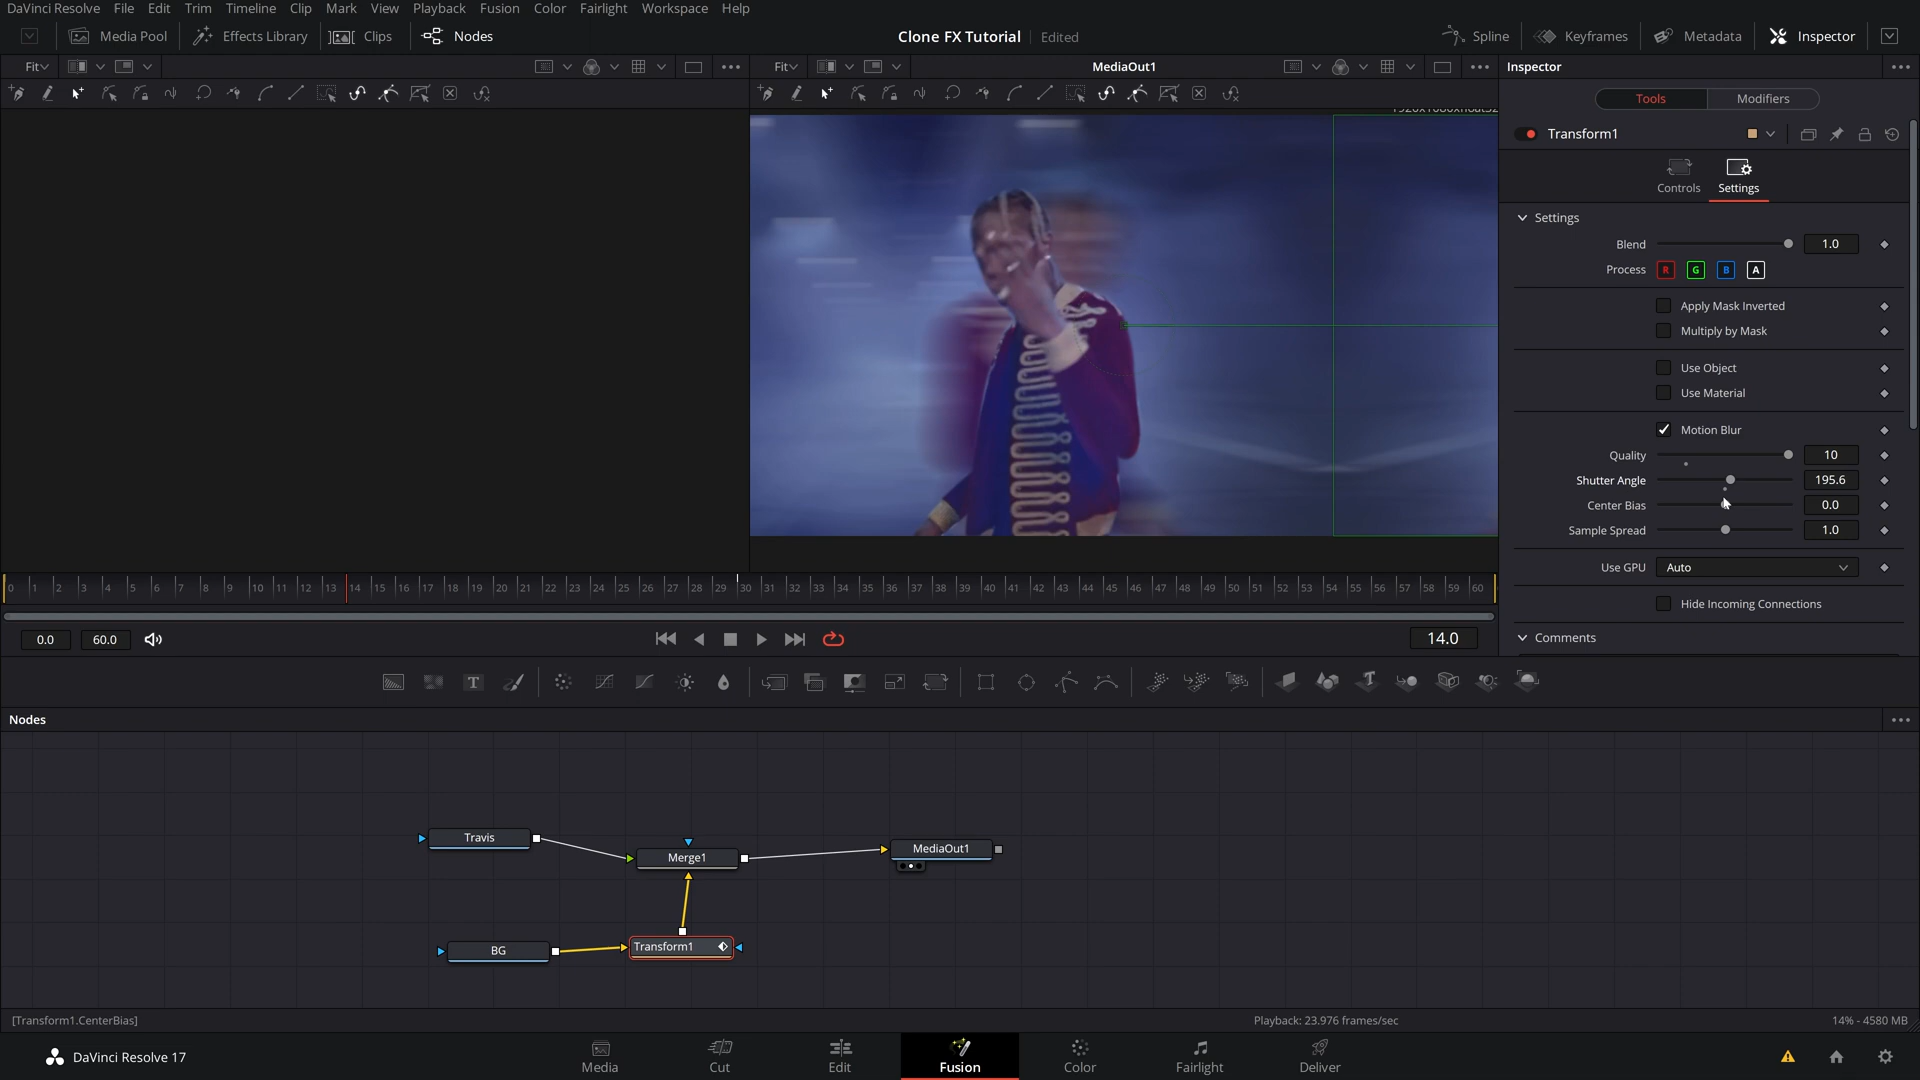 DaVinci Resolve File Edit Trim Timeline Clip Mark View Playback Fusion Color Fairlight Workspace Help
Media Pool Effects Library Clips Nodes Clone FX Tutorial Edited Spline Keyframes Metadata Inspector
Fit Fit MediaOut1 Inspector
Tools Modifiers
Transform1
Controls Settings
Settings
Blend 1.0
Process R G B A
Apply Mask Inverted
Multiply by Mask
Use Object
Use Material
Motion Blur
Quality 10
Shutter Angle 195.6
Center Bias 0.0
Sample Spread 1.0
Use GPU Auto
Hide Incoming Connections
Comments
0 1 2 3 4 5 6 7 8 9 10 11 12 13 14 15 16 17 18 19 20 21 22 23 24 25 26 27 28 29 30 31 32 33 34 35 36 37 38 39 40 41 42 43 44 45 46 47 48 49 50 51 52 53 54 55 56 57 58 59 60
0.0 60.0 14.0
Nodes
Travis
Merge1
MediaOut1
BG
Transform1
[Transform1.CenterBias] Playback: 23.976 frames/sec 14% - 4580 MB
DaVinci Resolve 17 Media Cut Edit Fusion Color Fairlight Deliver